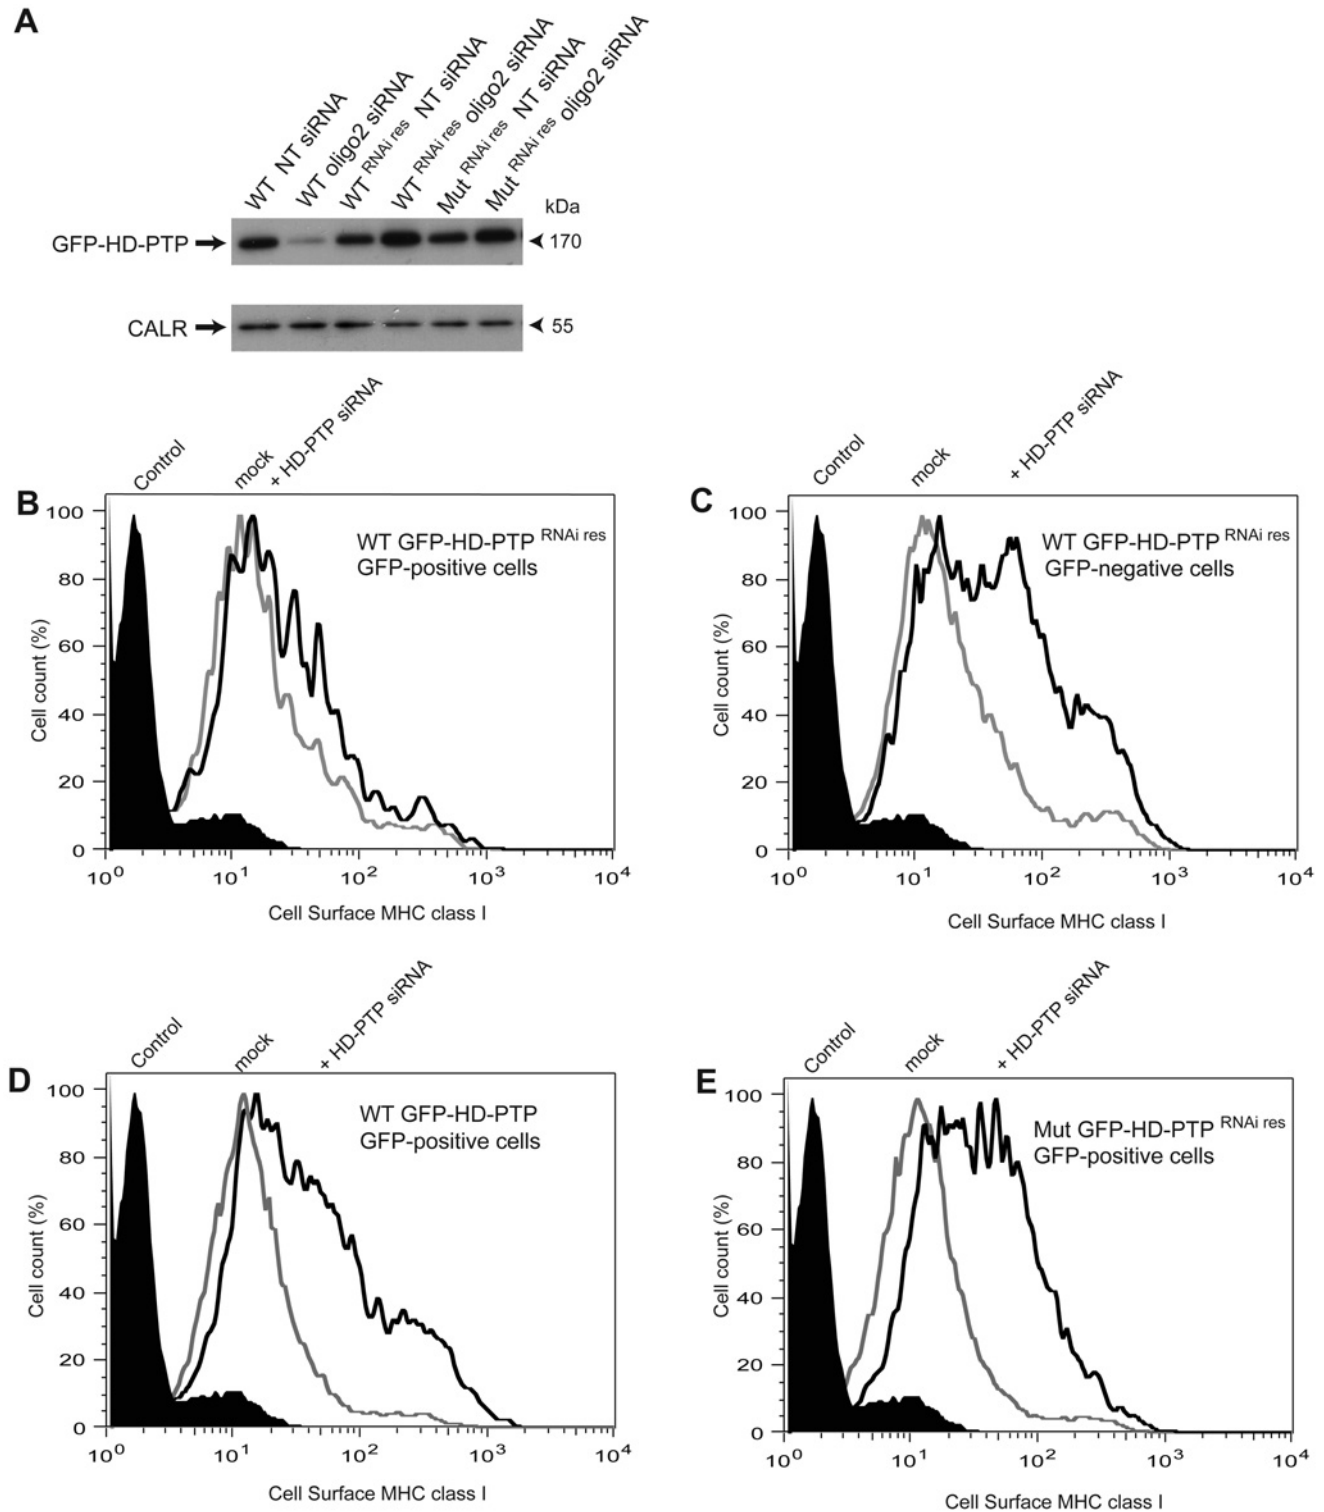 A
WT NT siRNA
WT oligo2 siRNA
WT RNAi res NT siRNA
WT RNAi res oligo2 siRNA
Mut RNAi res NT siRNA
Mut RNAi res oligo2 siRNA
kDa
GFP-HD-PTP
170
CALR
55
Control
mock
+ HD-PTP siRNA
B
100
80
60
40
20
0
Cell count (%)
WT GFP-HD-PTP RNAi res
GFP-positive cells
10^0 10^1 10^2 10^3 10^4
Cell Surface MHC class I
Control
mock
+ HD-PTP siRNA
C
100
80
60
40
20
0
Cell count (%)
WT GFP-HD-PTP RNAi res
GFP-negative cells
10^0 10^1 10^2 10^3 10^4
Cell Surface MHC class I
Control
mock
+ HD-PTP siRNA
D
100
80
60
40
20
0
Cell count (%)
WT GFP-HD-PTP
GFP-positive cells
10^0 10^1 10^2 10^3 10^4
Cell Surface MHC class I
Control
mock
+ HD-PTP siRNA
E
100
80
60
40
20
0
Cell count (%)
Mut GFP-HD-PTP RNAi res
GFP-positive cells
10^0 10^1 10^2 10^3 10^4
Cell Surface MHC class I